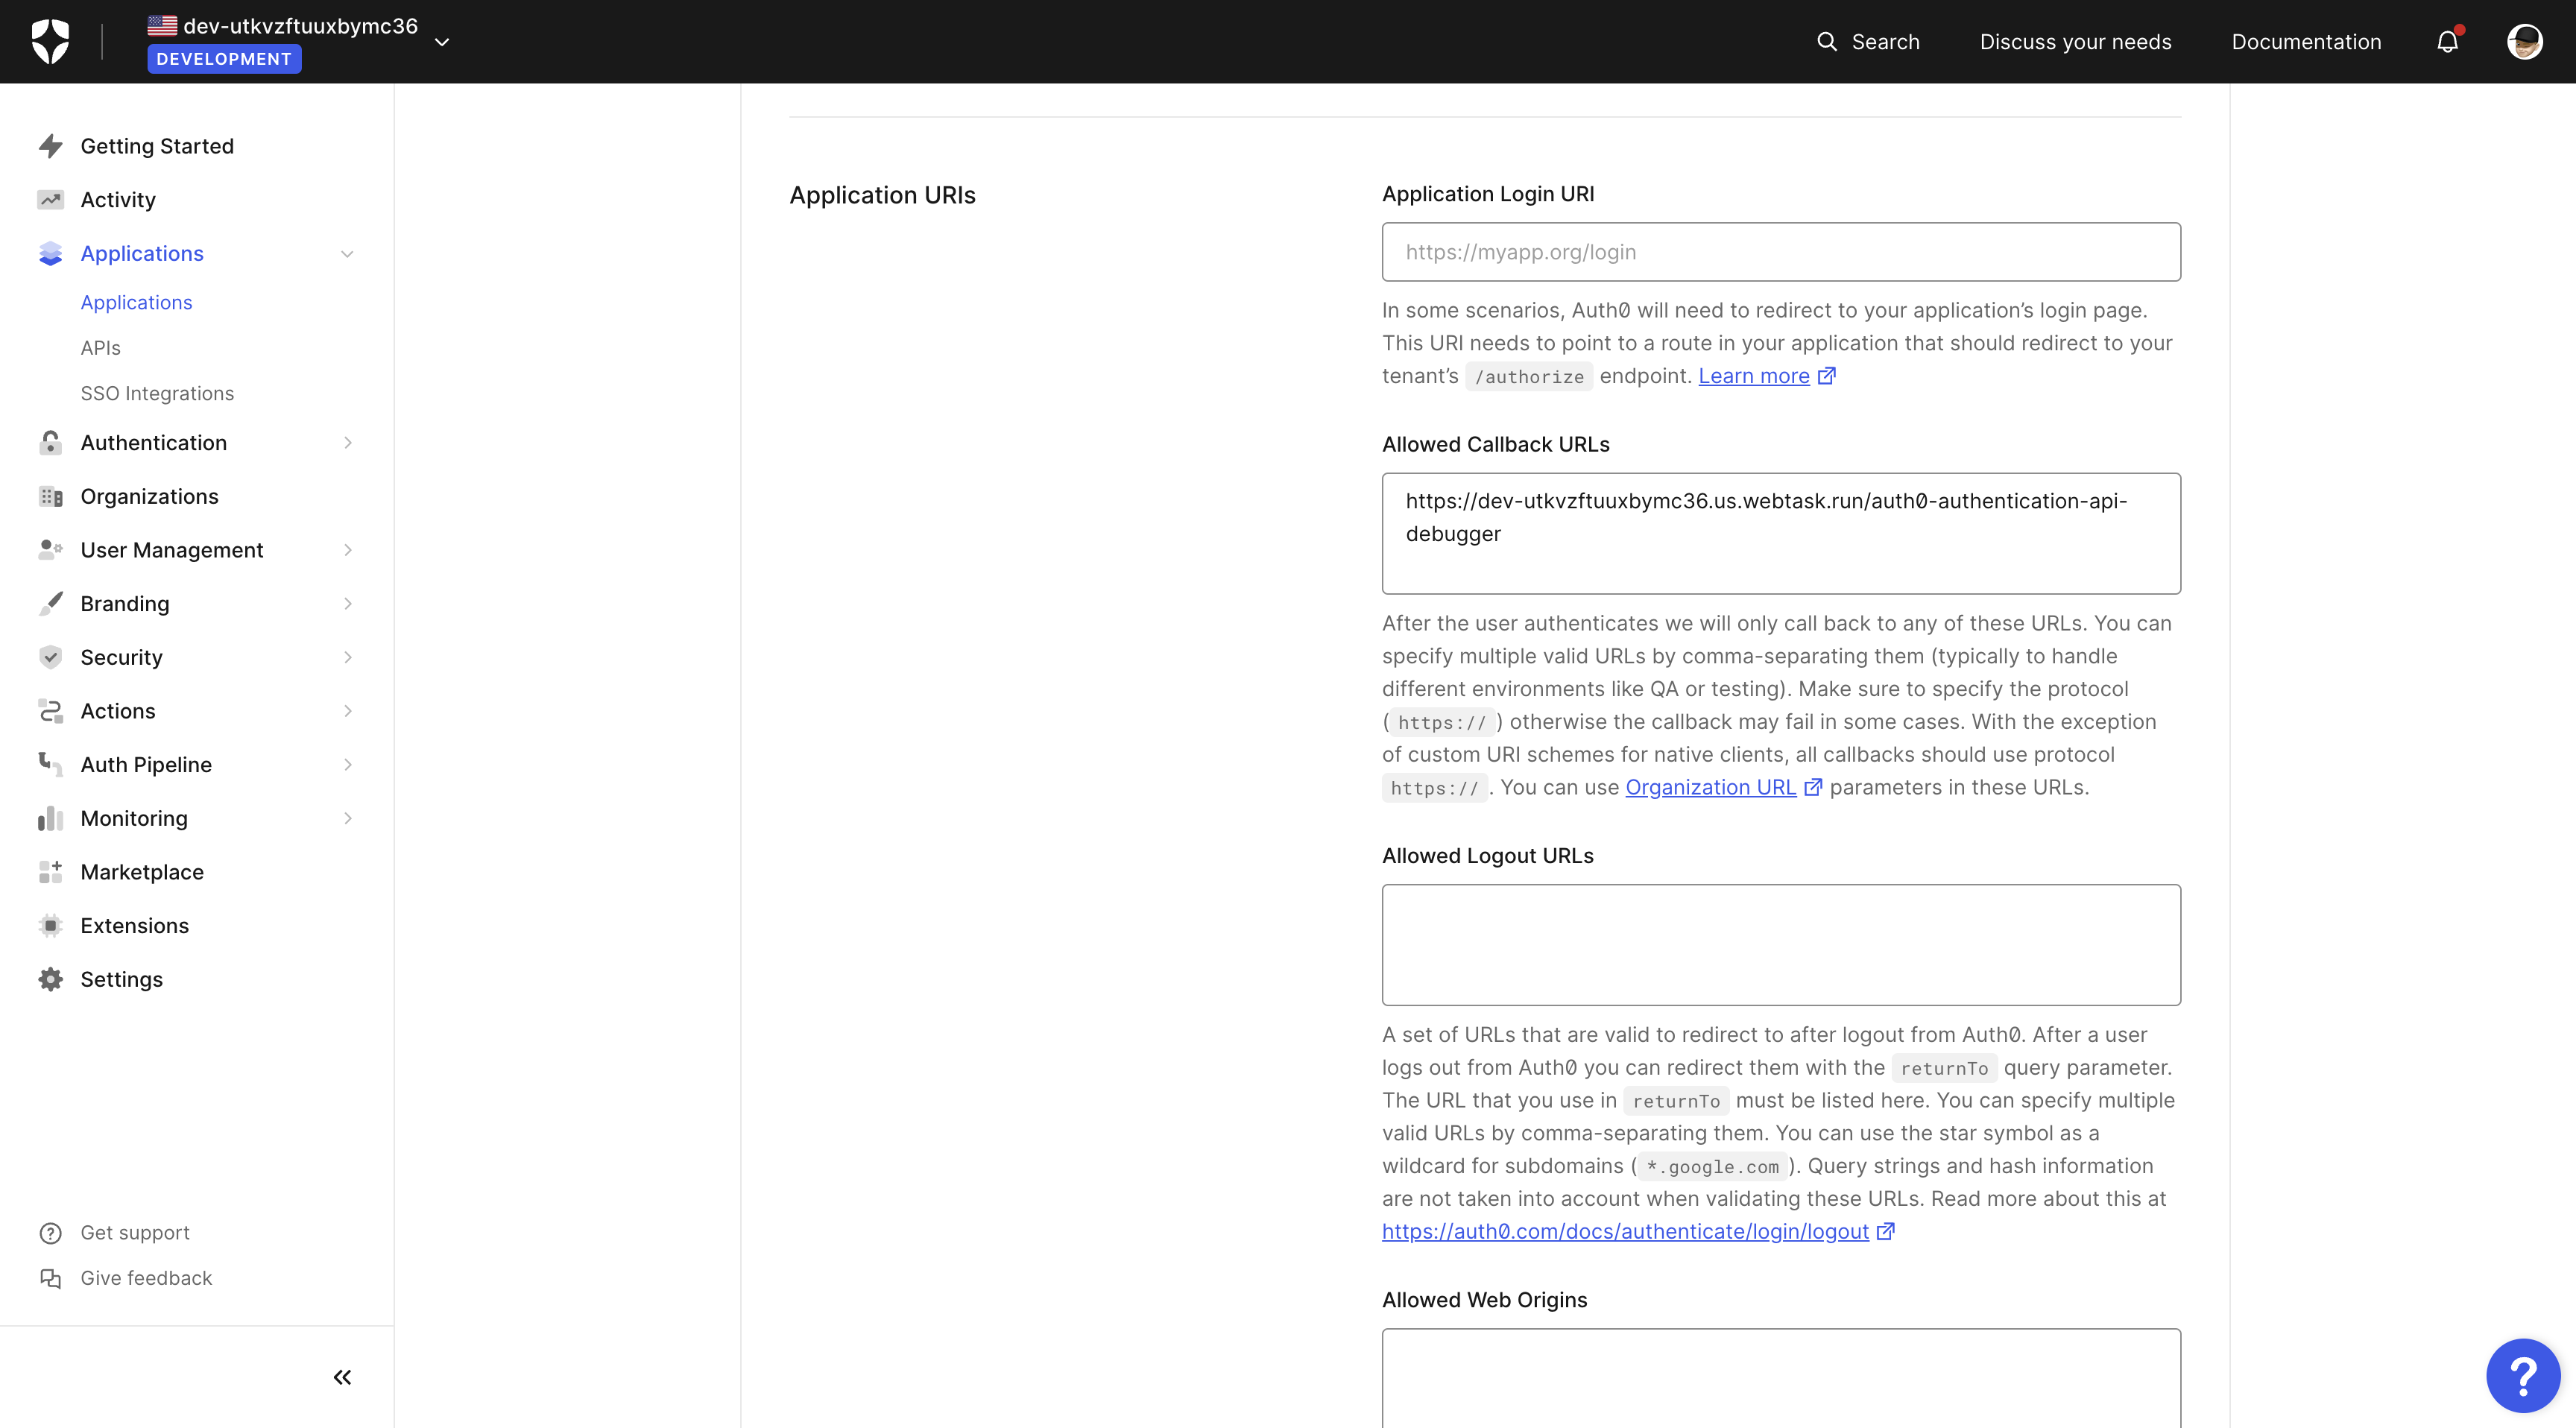 dev-utkvzftuuxbymc36
DEVELOPMENT
Search
Discuss your needs
Documentation
Getting Started
Activity
Applications
Applications
APIs
SSO Integrations
Authentication
Organizations
User Management
Branding
Security
Actions
Auth Pipeline
Monitoring
Marketplace
Extensions
Settings
Get support
Give feedback
Application URIs
Application Login URI
https://myapp.org/login
In some scenarios, Auth0 will need to redirect to your application’s login page.
This URI needs to point to a route in your application that should redirect to your
tenant’s /authorize endpoint. Learn more
Allowed Callback URLs
https://dev-utkvzftuuxbymc36.us.webtask.run/auth0-authentication-api-
debugger
After the user authenticates we will only call back to any of these URLs. You can
specify multiple valid URLs by comma-separating them (typically to handle
different environments like QA or testing). Make sure to specify the protocol
( https:// ) otherwise the callback may fail in some cases. With the exception
of custom URI schemes for native clients, all callbacks should use protocol
https:// . You can use Organization URL parameters in these URLs.
Allowed Logout URLs
A set of URLs that are valid to redirect to after logout from Auth0. After a user
logs out from Auth0 you can redirect them with the returnTo query parameter.
The URL that you use in returnTo must be listed here. You can specify multiple
valid URLs by comma-separating them. You can use the star symbol as a
wildcard for subdomains ( *.google.com ). Query strings and hash information
are not taken into account when validating these URLs. Read more about this at
https://auth0.com/docs/authenticate/login/logout
Allowed Web Origins
?